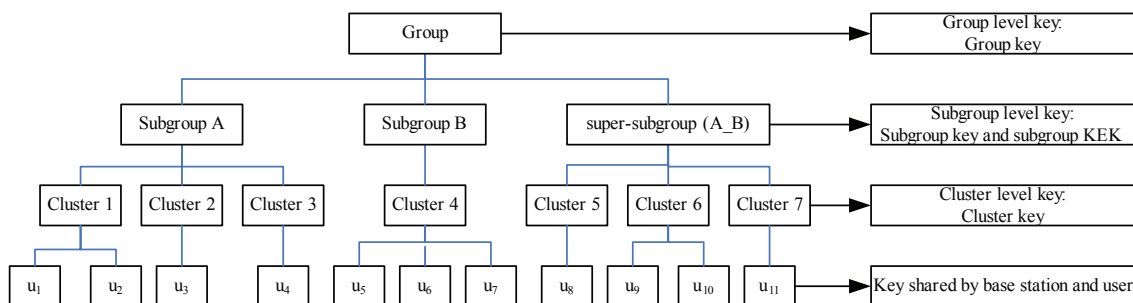 Group
Group level key:
Group key
Subgroup A
Subgroup B
super-subgroup (A_B)
Subgroup level key:
Subgroup key and subgroup KEK
Cluster 1
Cluster 2
Cluster 3
Cluster 4
Cluster 5
Cluster 6
Cluster 7
Cluster level key:
Cluster key
u₁
u₂
u₃
u₄
u₅
u₆
u₇
u₈
u₉
u₁₀
u₁₁
Key shared by base station and user